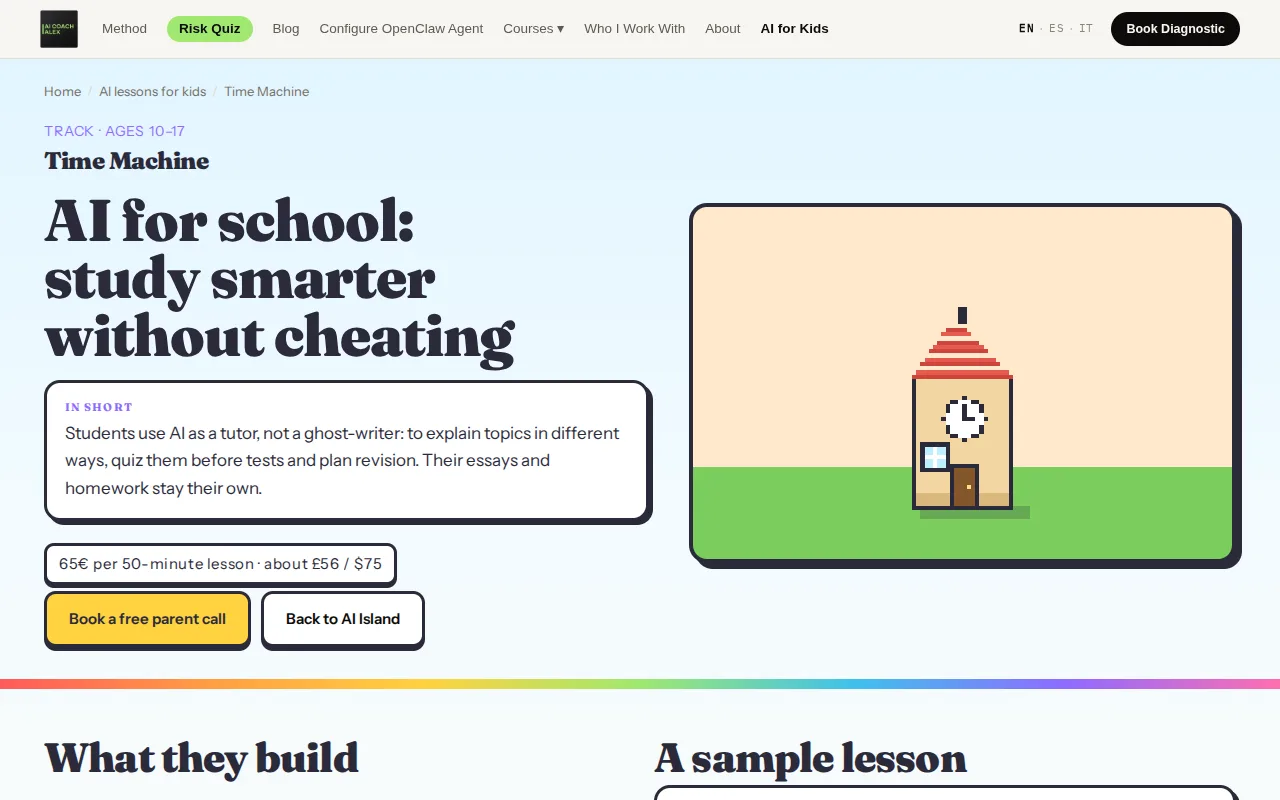 AI COACH
ALEX
Method
Risk Quiz
Blog
Configure OpenClaw Agent
Courses ▾
Who I Work With
About
AI for Kids
EN · ES · IT
Book Diagnostic
Home / AI lessons for kids / Time Machine
TRACK · AGES 10–17
Time Machine
AI for school:
study smarter
without cheating
IN SHORT
Students use AI as a tutor, not a ghost-writer: to explain topics in different
ways, quiz them before tests and plan revision. Their essays and
homework stay their own.
65€ per 50-minute lesson · about £56 / $75
Book a free parent call
Back to AI Island
What they build
A sample lesson